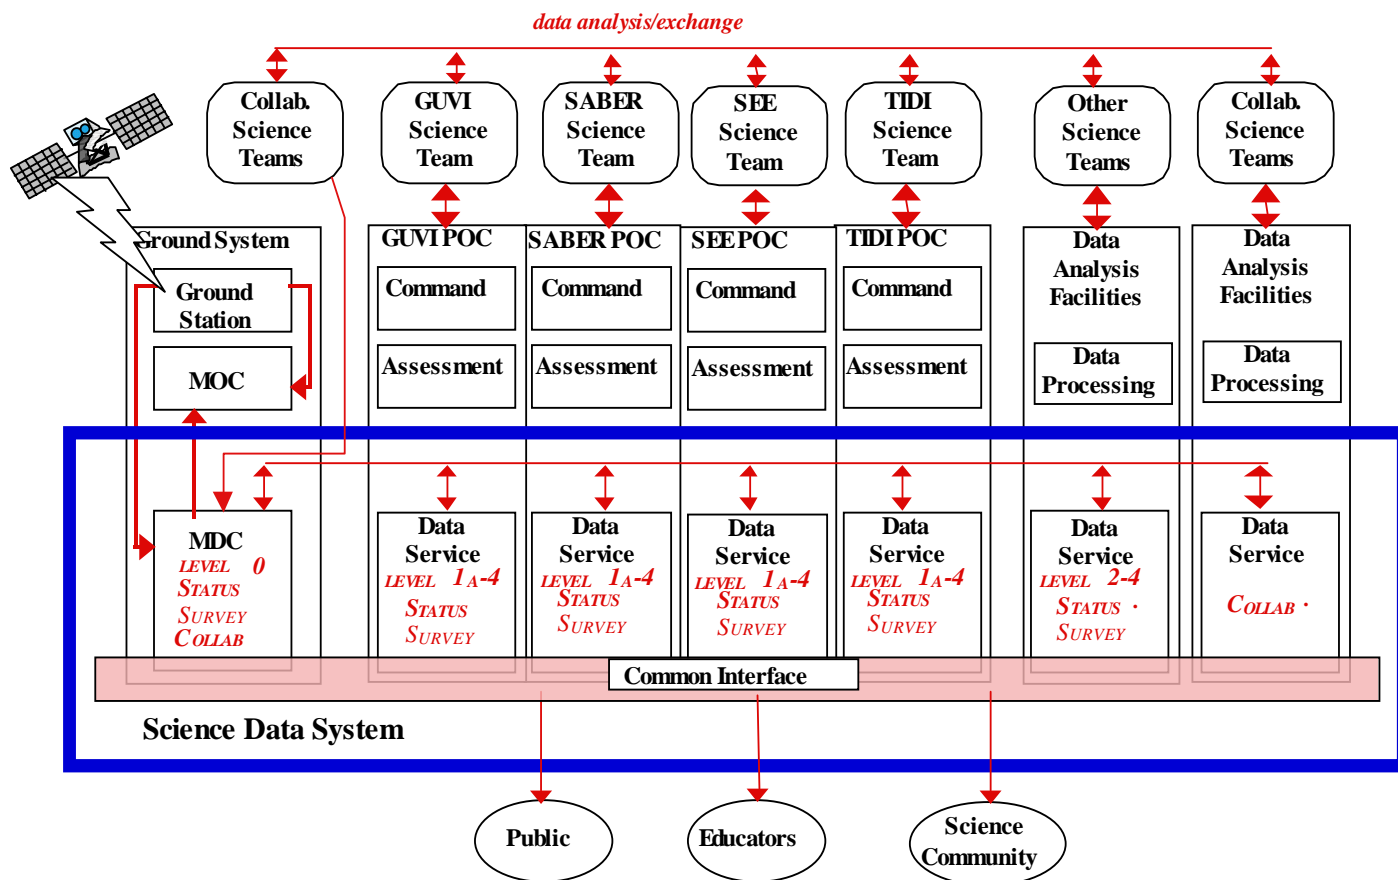 data analysis/exchange
Collab.
Science
Teams
GUVI
Science
Team
SABER
Science
Team
SEE
Science
Team
TIDI
Science
Team
Other
Science
Teams
Collab.
Science
Teams
Ground System
Ground
Station
MOC
GUVI POC
Command
Assessment
SABER POC
Command
Assessment
SEE POC
Command
Assessment
TIDI POC
Command
Assessment
Data
Analysis
Facilities
Data
Processing
Data
Analysis
Facilities
Data
Processing
MDC
LEVEL 0
STATUS
SURVEY
COLLAB
Data
Service
LEVEL 1A-4
STATUS
SURVEY
Data
Service
LEVEL 1A-4
STATUS
SURVEY
Data
Service
LEVEL 1A-4
STATUS
SURVEY
Data
Service
LEVEL 1A-4
STATUS
SURVEY
Data
Service
LEVEL 2-4
STATUS ·
SURVEY
Data
Service
COLLAB ·
Common Interface
Science Data System
Public
Educators
Science
Community